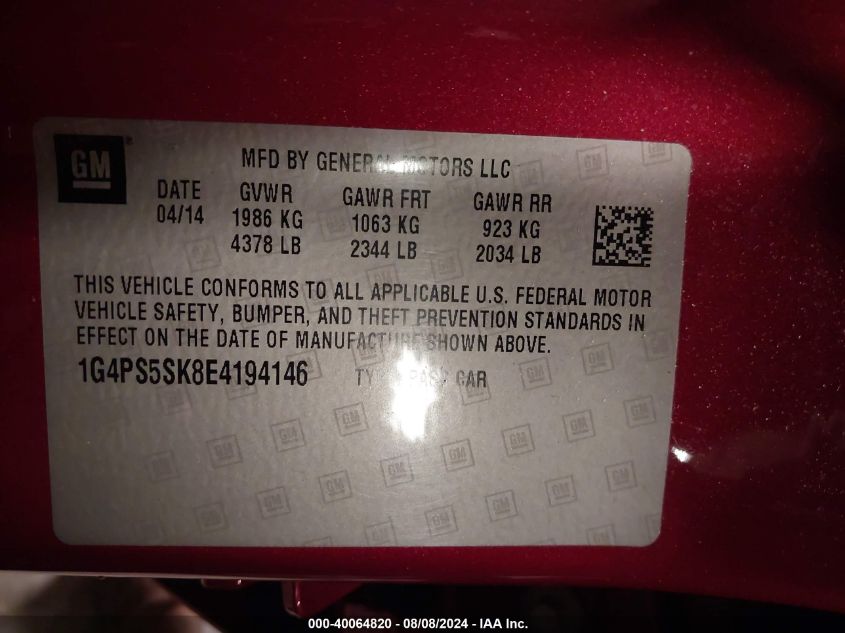 GM
MFD BY GENERAL MOTORS LLC
DATE GVWR GAWR FRT GAWR RR
04/14 1986 KG 1063 KG 923 KG
4378 LB 2344 LB 2034 LB
THIS VEHICLE CONFORMS TO ALL APPLICABLE U.S. FEDERAL MOTOR
VEHICLE SAFETY, BUMPER, AND THEFT PREVENTION STANDARDS IN
EFFECT ON THE DATE OF MANUFACTURE SHOWN ABOVE.
1G4PS5SK8E4194146 TYPE PASS CAR
000-40064820 - 08/08/2024 - IAA Inc.